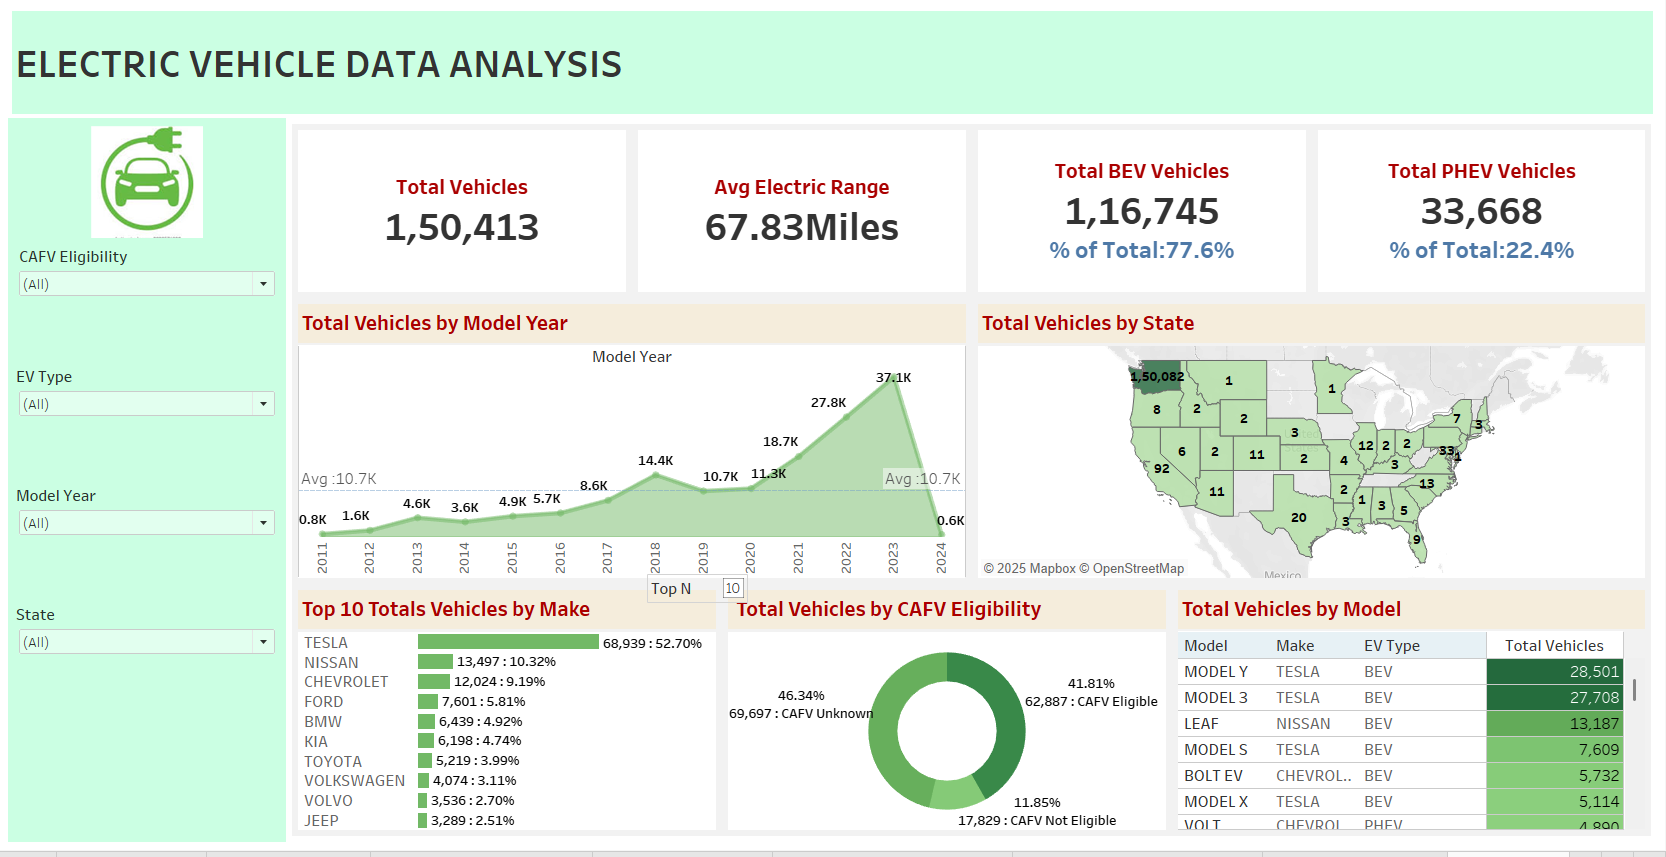 ELECTRIC VEHICLE DATA ANALYSIS
CAFV Eligibility
(All)
EV Type
(All)
Model Year
(All)
State
(All)
Total Vehicles
1,50,413
Avg Electric Range
67.83Miles
Total BEV Vehicles
1,16,745
% of Total:77.6%
Total PHEV Vehicles
33,668
% of Total:22.4%
Total Vehicles by Model Year
Model Year
37.1K
27.8K
18.7K
14.4K
11.3K
10.7K
Avg :10.7K
Avg :10.7K
8.6K
5.7K
4.9K
4.6K
3.6K
1.6K
0.8K
0.6K
2011 2012 2013 2014 2015 2016 2017 2018 2019 2020 2021 2022 2023 2024
Total Vehicles by State
1,50,082
1
1
8
2
2
7
3
3
6
2
11
2
12
2
2
33
1
92
4
3
11
2
13
1
3
5
20
3
9
© 2025 Mapbox © OpenStreetMap
Mexico
Top N 10
Top 10 Totals Vehicles by Make
TESLA 68,939 : 52.70%
NISSAN 13,497 : 10.32%
CHEVROLET 12,024 : 9.19%
FORD 7,601 : 5.81%
BMW 6,439 : 4.92%
KIA 6,198 : 4.74%
TOYOTA 5,219 : 3.99%
VOLKSWAGEN 4,074 : 3.11%
VOLVO 3,536 : 2.70%
JEEP 3,289 : 2.51%
Total Vehicles by CAFV Eligibility
46.34%
69,697 : CAFV Unknown
41.81%
62,887 : CAFV Eligible
11.85%
17,829 : CAFV Not Eligible
Total Vehicles by Model
Model Make EV Type Total Vehicles
MODEL Y TESLA BEV 28,501
MODEL 3 TESLA BEV 27,708
LEAF NISSAN BEV 13,187
MODEL S TESLA BEV 7,609
BOLT EV CHEVROL.. BEV 5,732
MODEL X TESLA BEV 5,114
VOLT CHEVROL PHEV 4,890